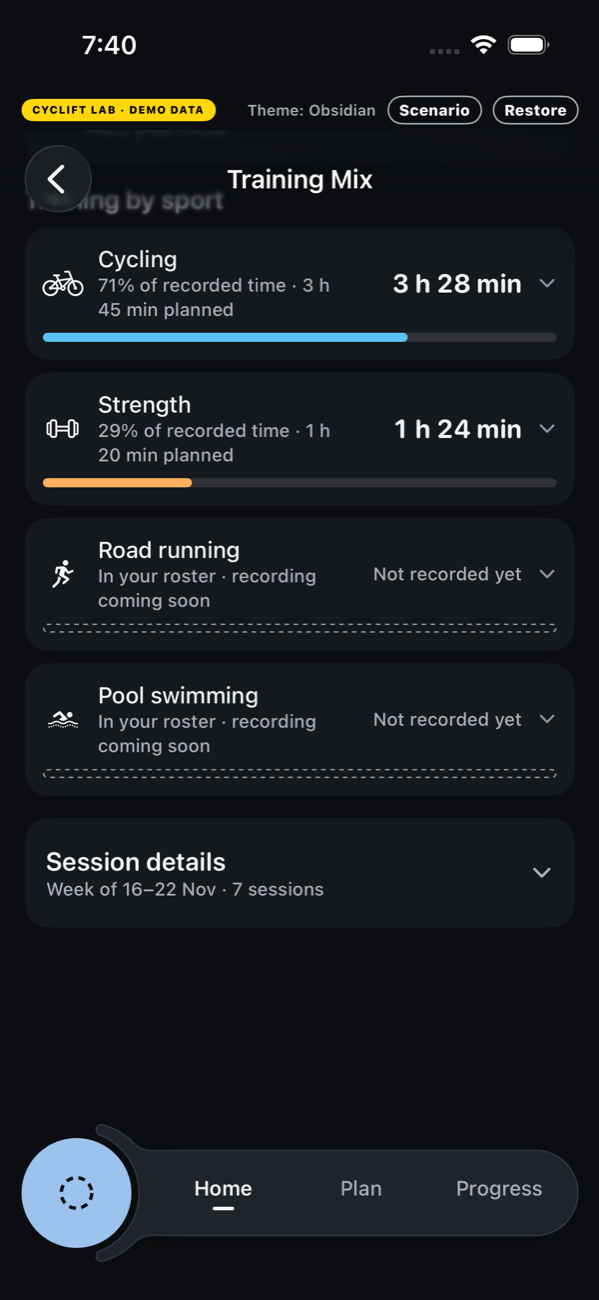 7:40
CYCLIFT LAB · DEMO DATA
Theme: Obsidian
Scenario
Restore
Training Mix
Training by sport
Cycling
71% of recorded time · 3 h
45 min planned
3 h 28 min
Strength
29% of recorded time · 1 h
20 min planned
1 h 24 min
Road running
In your roster · recording
coming soon
Not recorded yet
Pool swimming
In your roster · recording
coming soon
Not recorded yet
Session details
Week of 16–22 Nov · 7 sessions
Home
Plan
Progress